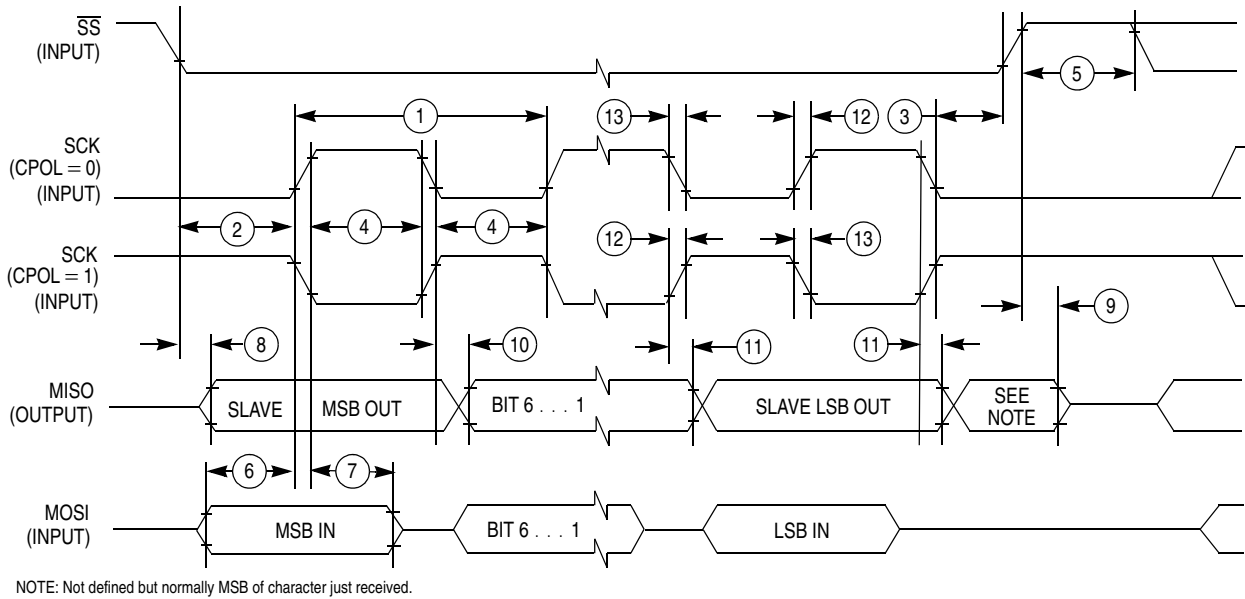 SS
(INPUT)
5
1
13
12
3
SCK
(CPOL = 0)
(INPUT)
2
4
4
12
13
SCK
(CPOL = 1)
(INPUT)
9
8
10
11
11
MISO
(OUTPUT)
SLAVE MSB OUT
BIT 6 . . . 1
SLAVE LSB OUT
SEE
NOTE
6
7
MOSI
(INPUT)
MSB IN
BIT 6 . . . 1
LSB IN
NOTE: Not defined but normally MSB of character just received.